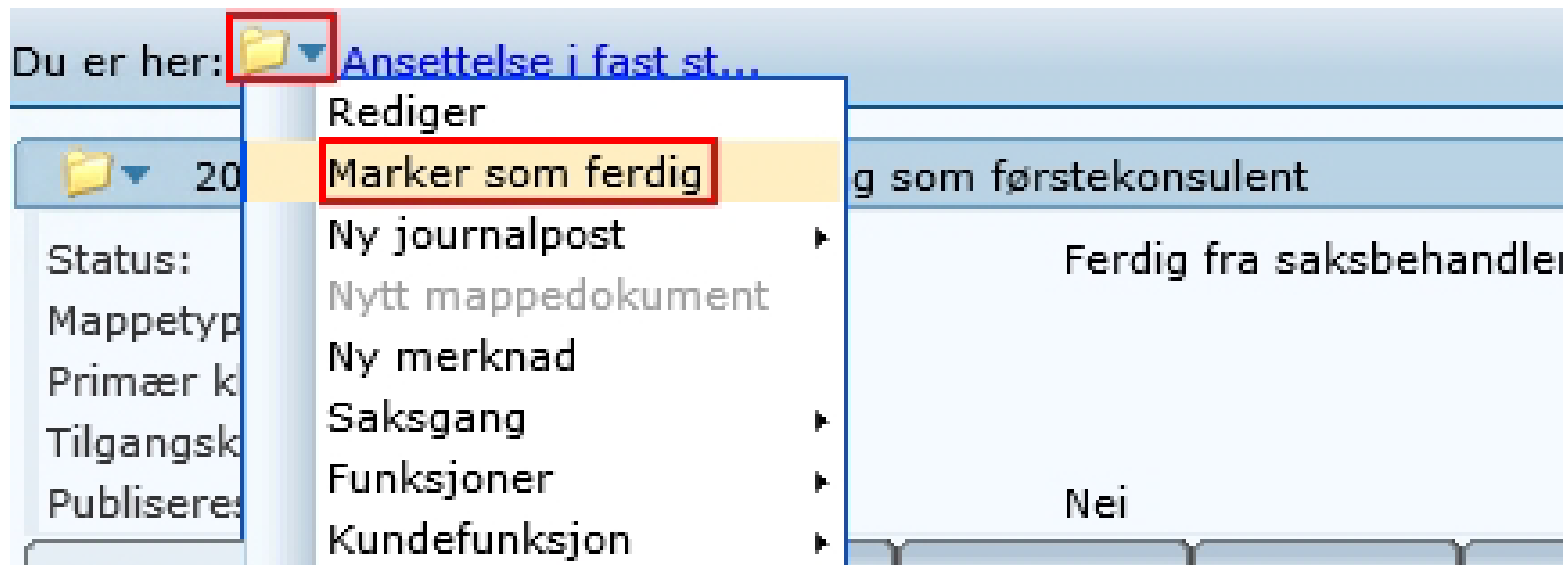 Du er her: Ansettelse i fast st...
Rediger
Marker som ferdig
20 g som førstekonsulent
Ny journalpost
Status: Ferdig fra saksbehandler
Nytt mappedokument
Mappetyp
Ny merknad
Primær k
Saksgang
Tilgangsk
Funksjoner
Publiseres Nei
Kundefunksjon